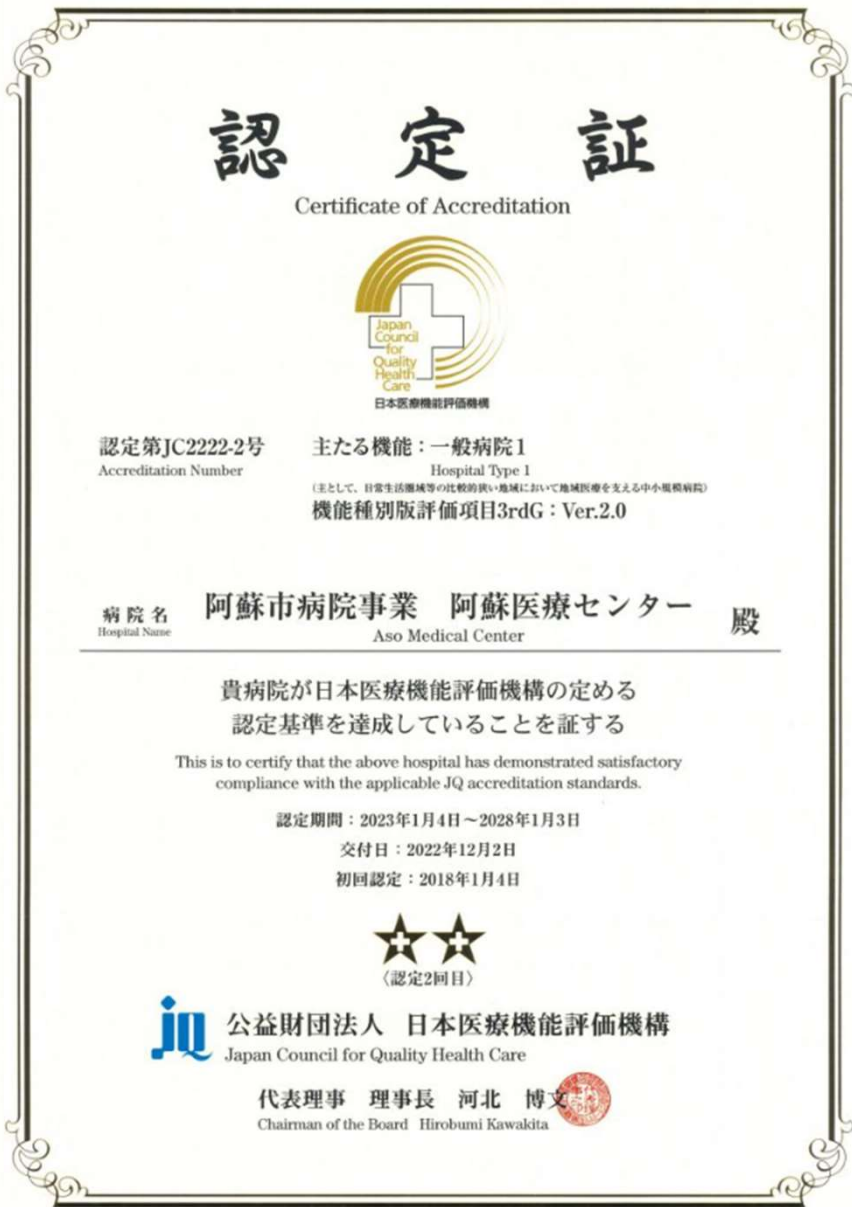 認定証
Certificate of Accreditation
Japan
Council
for
Quality
Health
Care
日本医療機能評価機構
認定第JC2222-2号
Accreditation Number
主たる機能：一般病院1
Hospital Type 1
(主として、日常生活圏域等の比較的狭い地域において地域医療を支える中小規模病院)
機能種別版評価項目3rdG：Ver.2.0
病院名 阿蘇市病院事業 阿蘇医療センター 殿
Hospital Name Aso Medical Center
貴病院が日本医療機能評価機構の定める
認定基準を達成していることを証する
This is to certify that the above hospital has demonstrated satisfactory
compliance with the applicable JQ accreditation standards.
認定期間：2023年1月4日～2028年1月3日
交付日：2022年12月2日
初回認定：2018年1月4日
〈認定2回目〉
jQ 公益財団法人 日本医療機能評価機構
Japan Council for Quality Health Care
代表理事 理事長 河北 博文
Chairman of the Board Hirobumi Kawakita